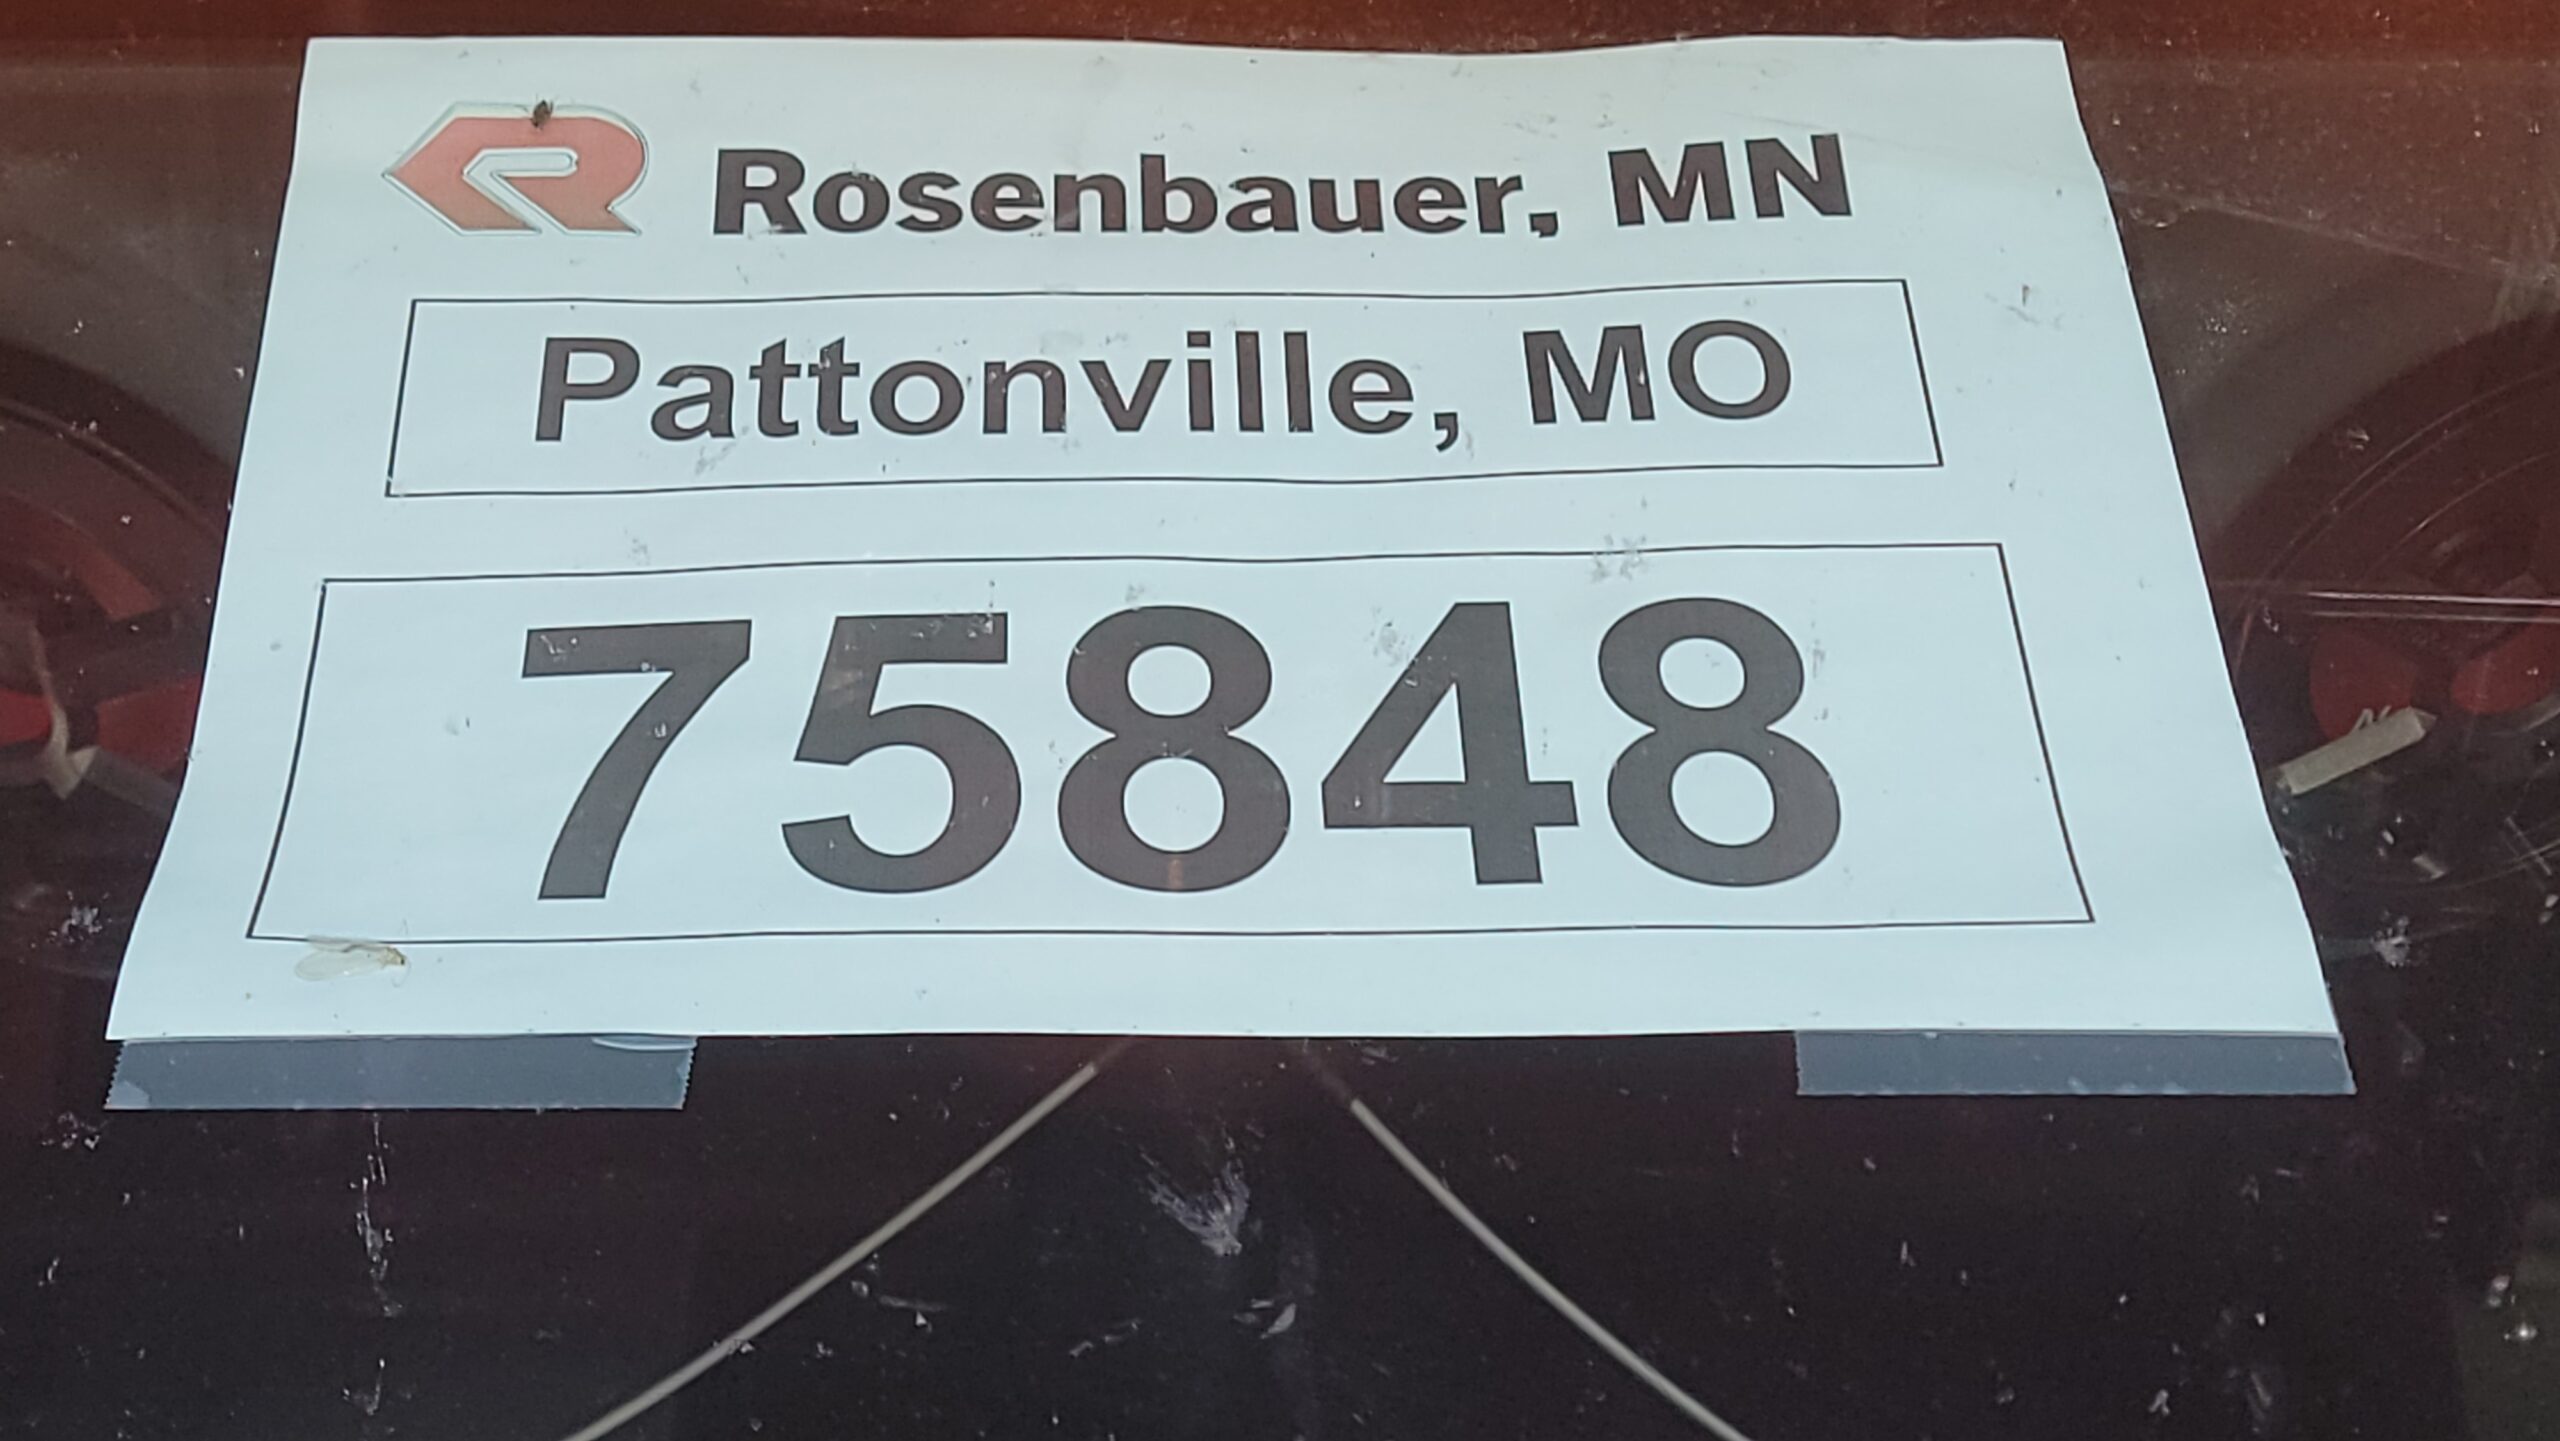 Rosenbauer, MN
Pattonville, MO
75848